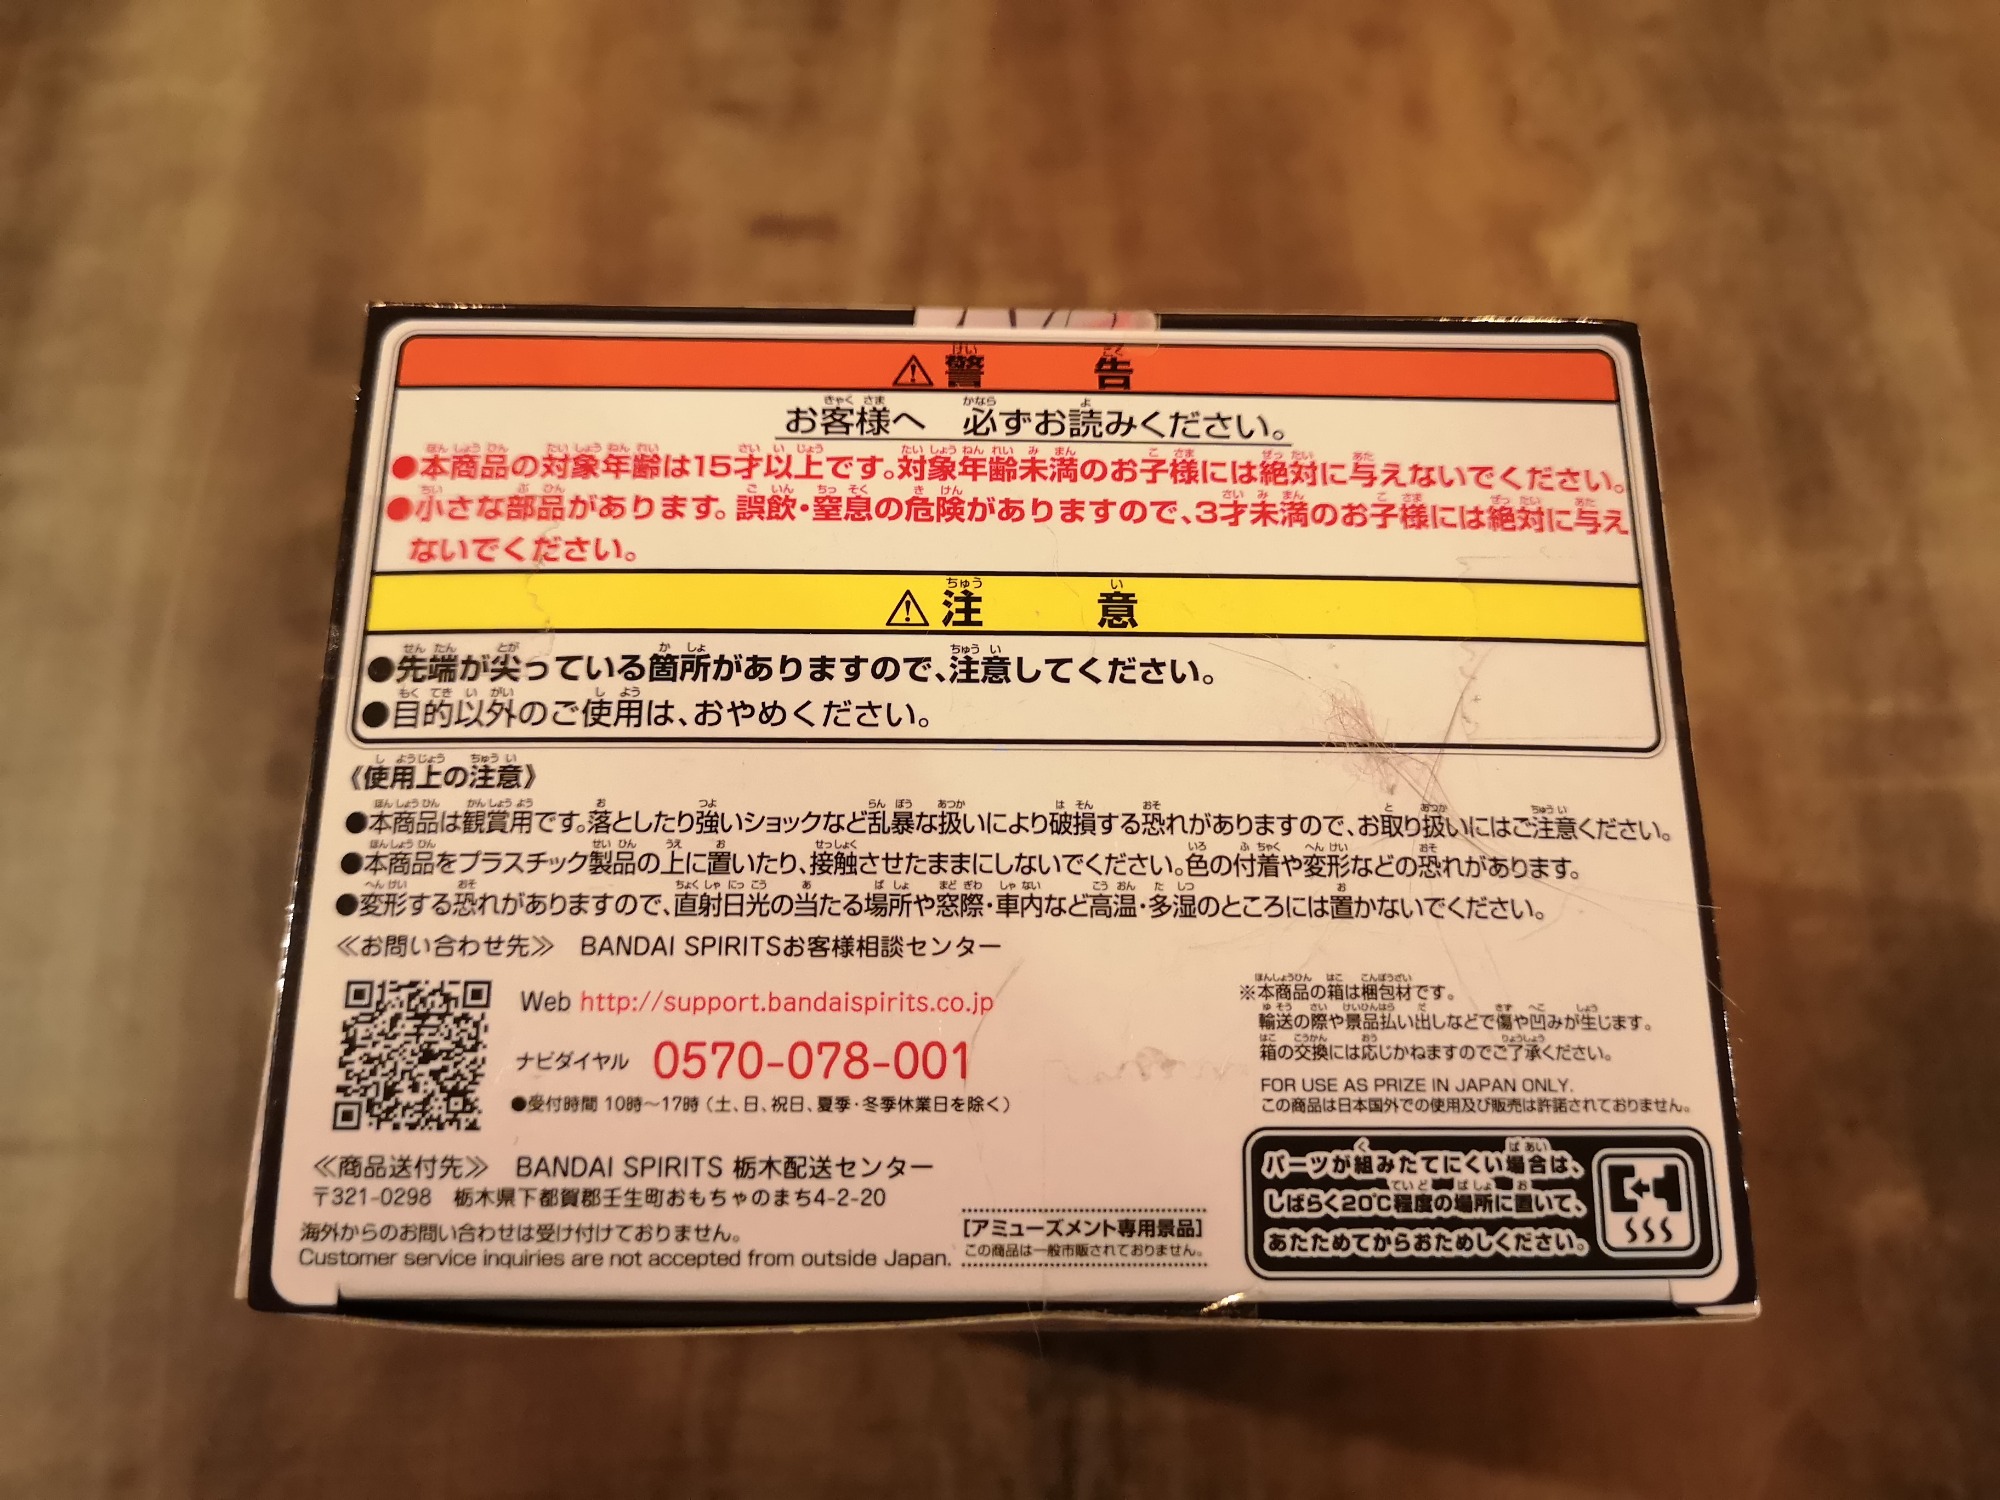 ⚠警告
お客様へ 必ずお読みください。
●本商品の対象年齢は15才以上です。対象年齢未満のお子様には絶対に与えないでください。
●小さな部品があります。誤飲・窒息の危険がありますので、3才未満のお子様には絶対に与え
ないでください。
⚠注意
●先端が尖っている箇所がありますので、注意してください。
●目的以外のご使用は、おやめください。
《使用上の注意》
●本商品は観賞用です。落としたり強いショックなど乱暴な扱いにより破損する恐れがありますので、お取り扱いにはご注意ください。
●本商品をプラスチック製品の上に置いたり、接触させたままにしないでください。色の付着や変形などの恐れがあります。
●変形する恐れがありますので、直射日光の当たる場所や窓際・車内など高温・多湿のところには置かないでください。
≪お問い合わせ先≫ BANDAI SPIRITSお客様相談センター
Web http://support.bandaispirits.co.jp
ナビダイヤル 0570-078-001
●受付時間 10時〜17時（土、日、祝日、夏季・冬季休業日を除く）
※本商品の箱は梱包材です。
輸送の際や景品払い出しなどで傷や凹みが生じます。
箱の交換には応じかねますのでご了承ください。
FOR USE AS PRIZE IN JAPAN ONLY.
この商品は日本国外での使用及び販売は許諾されておりません。
≪商品送付先≫ BANDAI SPIRITS 栃木配送センター
〒321-0298 栃木県下都賀郡壬生町おもちゃのまち4-2-20
海外からのお問い合わせは受け付けておりません。
Customer service inquiries are not accepted from outside Japan.
[アミューズメント専用景品]
この商品は一般市販されておりません。
パーツが組みたてにくい場合は、
しばらく20℃程度の場所に置いて、
あたためてからおためしください。